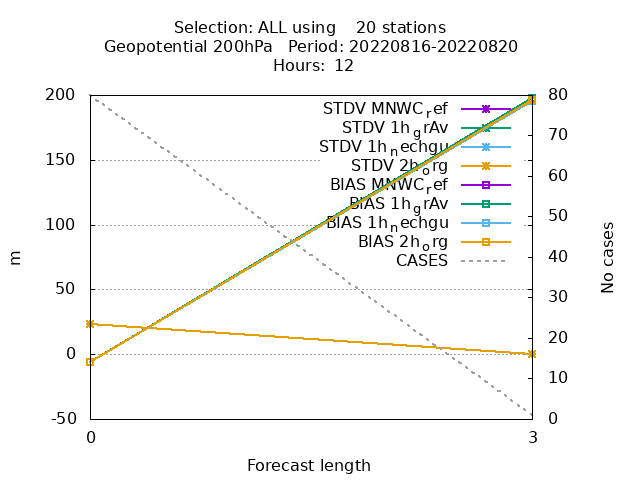 Selection: ALL using    20 stations
Geopotential 200hPa   Period: 20220816-20220820
Hours: 12
200
150
100
50
0
-50
m
80
70
60
50
40
30
20
10
0
No cases
STDV MNWC_ref
STDV 1h_grAv
STDV 1h_nechgu
STDV 2h_org
BIAS MNWC_ref
BIAS 1h_grAv
BIAS 1h_nechgu
BIAS 2h_org
CASES
0
3
Forecast length